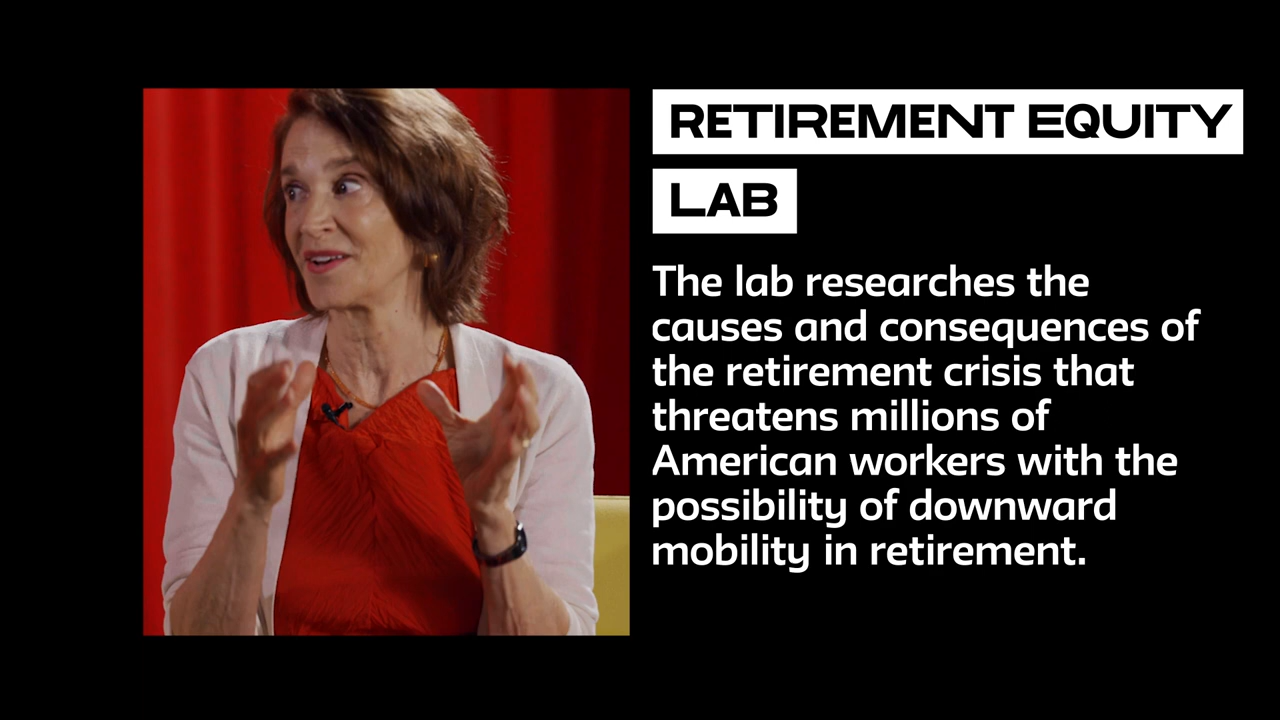 RETIREMENT EQUITY
LAB
The lab researches the
causes and consequences of
the retirement crisis that
threatens millions of
American workers with the
possibility of downward
mobility in retirement.